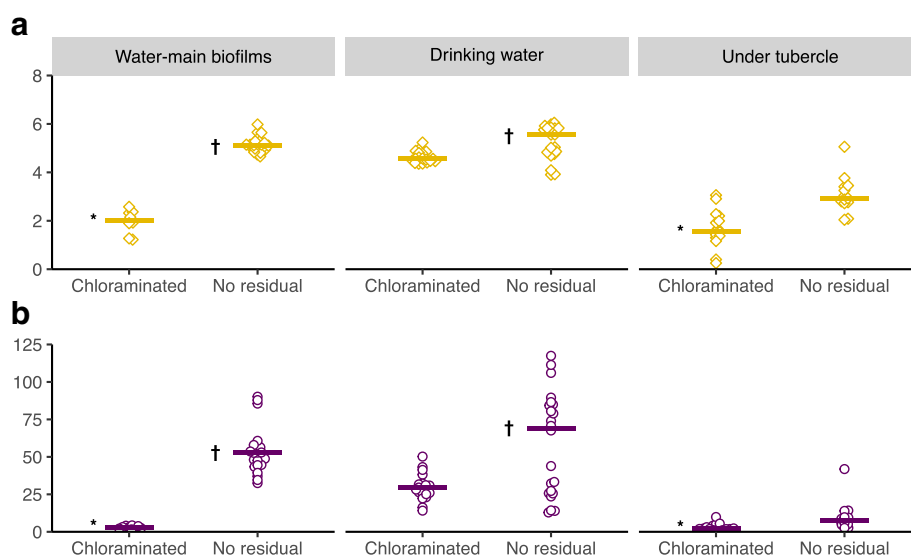 a
Water-main biofilms Drinking water Under tubercle
8
6
4
2
0
† † * *
Chloraminated No residual Chloraminated No residual Chloraminated No residual
b
125
100
75
50
25
0
† † * *
Chloraminated No residual Chloraminated No residual Chloraminated No residual